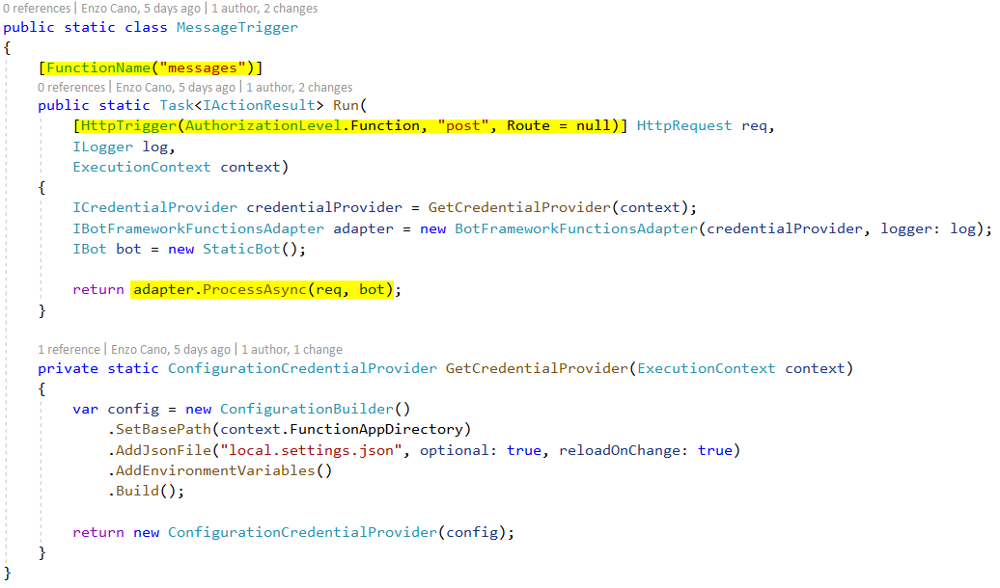 0 references | Enzo Cano, 5 days ago | 1 author, 2 changes
public static class MessageTrigger
{
[FunctionName("messages")]
0 references | Enzo Cano, 5 days ago | 1 author, 2 changes
public static Task<IActionResult> Run(
[HttpTrigger(AuthorizationLevel.Function, "post", Route = null)] HttpRequest req,
ILogger log,
ExecutionContext context)
{
ICredentialProvider credentialProvider = GetCredentialProvider(context);
IBotFrameworkFunctionsAdapter adapter = new BotFrameworkFunctionsAdapter(credentialProvider, logger: log);
IBot bot = new StaticBot();
return adapter.ProcessAsync(req, bot);
}
1 reference | Enzo Cano, 5 days ago | 1 author, 1 change
private static ConfigurationCredentialProvider GetCredentialProvider(ExecutionContext context)
{
var config = new ConfigurationBuilder()
.SetBasePath(context.FunctionAppDirectory)
.AddJsonFile("local.settings.json", optional: true, reloadOnChange: true)
.AddEnvironmentVariables()
.Build();
return new ConfigurationCredentialProvider(config);
}
}